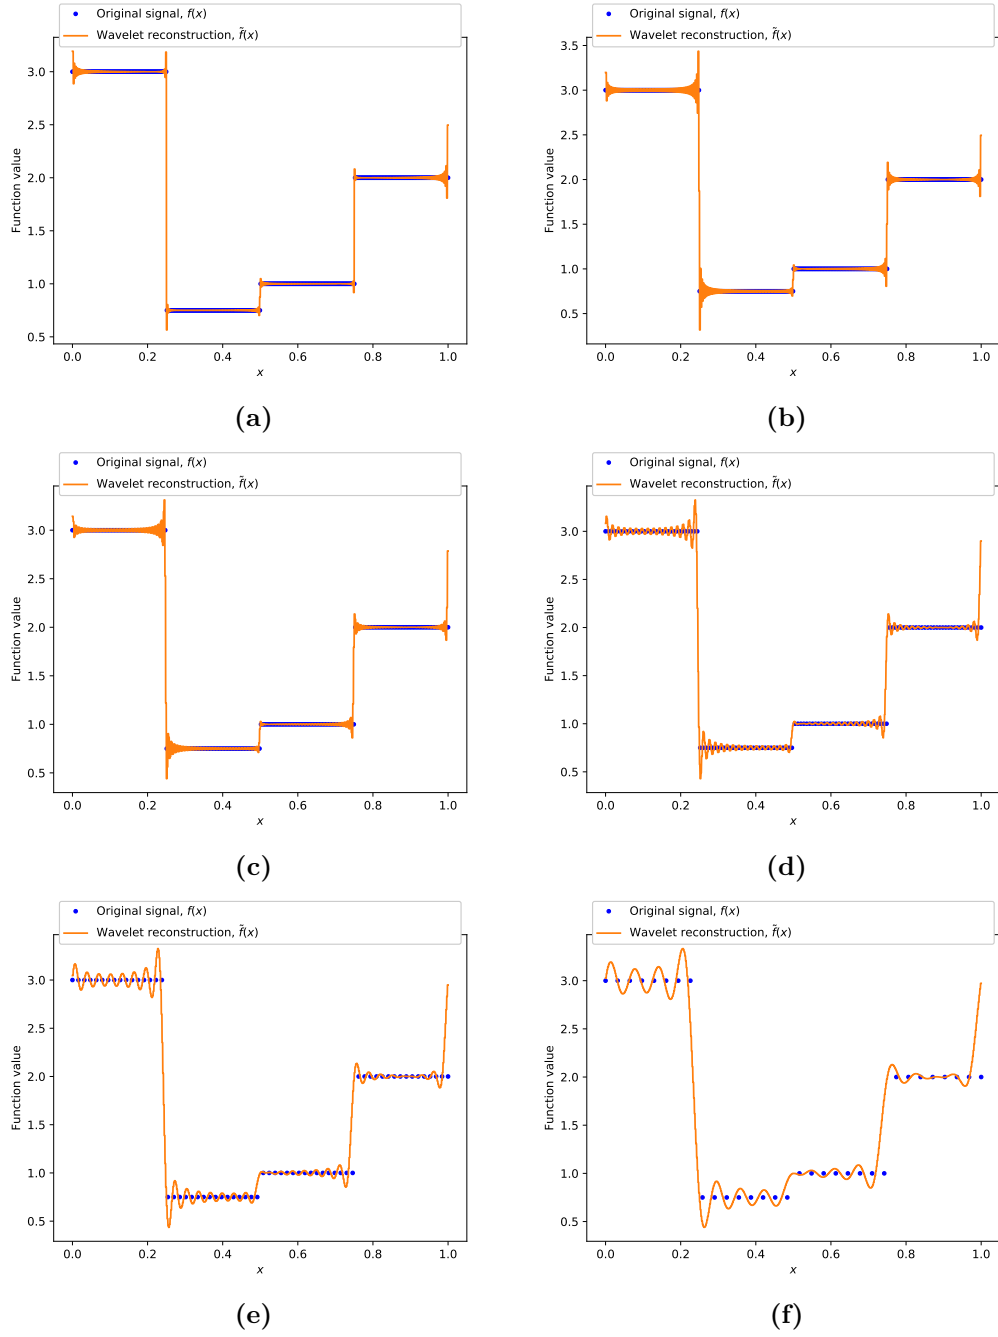 Original signal, f(x)
Wavelet reconstruction, f̃(x)
Function value
3.0
2.5
2.0
1.5
1.0
0.5
0.0 0.2 0.4 0.6 0.8 1.0
x
(a)
Original signal, f(x)
Wavelet reconstruction, f̃(x)
Function value
3.5
3.0
2.5
2.0
1.5
1.0
0.5
0.0 0.2 0.4 0.6 0.8 1.0
x
(b)
Original signal, f(x)
Wavelet reconstruction, f̃(x)
Function value
3.0
2.5
2.0
1.5
1.0
0.5
0.0 0.2 0.4 0.6 0.8 1.0
x
(c)
Original signal, f(x)
Wavelet reconstruction, f̃(x)
Function value
3.0
2.5
2.0
1.5
1.0
0.5
0.0 0.2 0.4 0.6 0.8 1.0
x
(d)
Original signal, f(x)
Wavelet reconstruction, f̃(x)
Function value
3.0
2.5
2.0
1.5
1.0
0.5
0.0 0.2 0.4 0.6 0.8 1.0
x
(e)
Original signal, f(x)
Wavelet reconstruction, f̃(x)
Function value
3.0
2.5
2.0
1.5
1.0
0.5
0.0 0.2 0.4 0.6 0.8 1.0
x
(f)